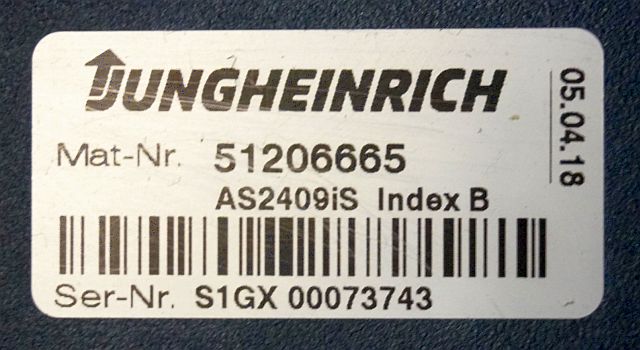 JUNGHEINRICH
Mat-Nr. 51206665
AS2409iS Index B
Ser-Nr. S1GX 00073743
05.04.18